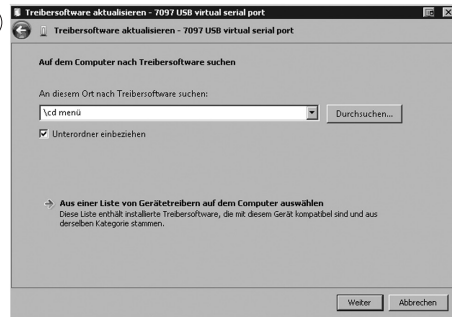 Treibersoftware aktualisieren - 7097 USB virtual serial port
Treibersoftware aktualisieren - 7097 USB virtual serial port
Auf dem Computer nach Treibersoftware suchen
An diesem Ort nach Treibersoftware suchen:
\cd menü
Durchsuchen...
Unterordner einbeziehen
Aus einer Liste von Gerätetreibern auf dem Computer auswählen
Diese Liste enthält installierte Treibersoftware, die mit diesem Gerät kompatibel sind und aus
derselben Kategorie stammen.
Weiter Abbrechen